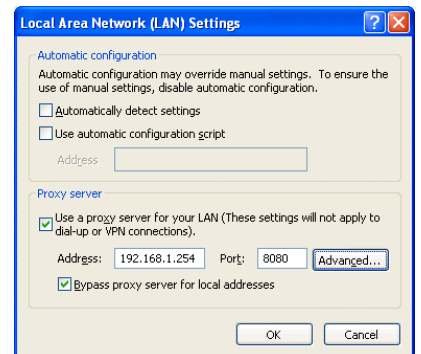 Local Area Network (LAN) Settings
Automatic configuration
Automatic configuration may override manual settings. To ensure the
use of manual settings, disable automatic configuration.
Automatically detect settings
Use automatic configuration script
Address
Proxy server
Use a proxy server for your LAN (These settings will not apply to
dial-up or VPN connections).
Address: 192.168.1.254 Port: 8080 Advanced...
Bypass proxy server for local addresses
OK Cancel